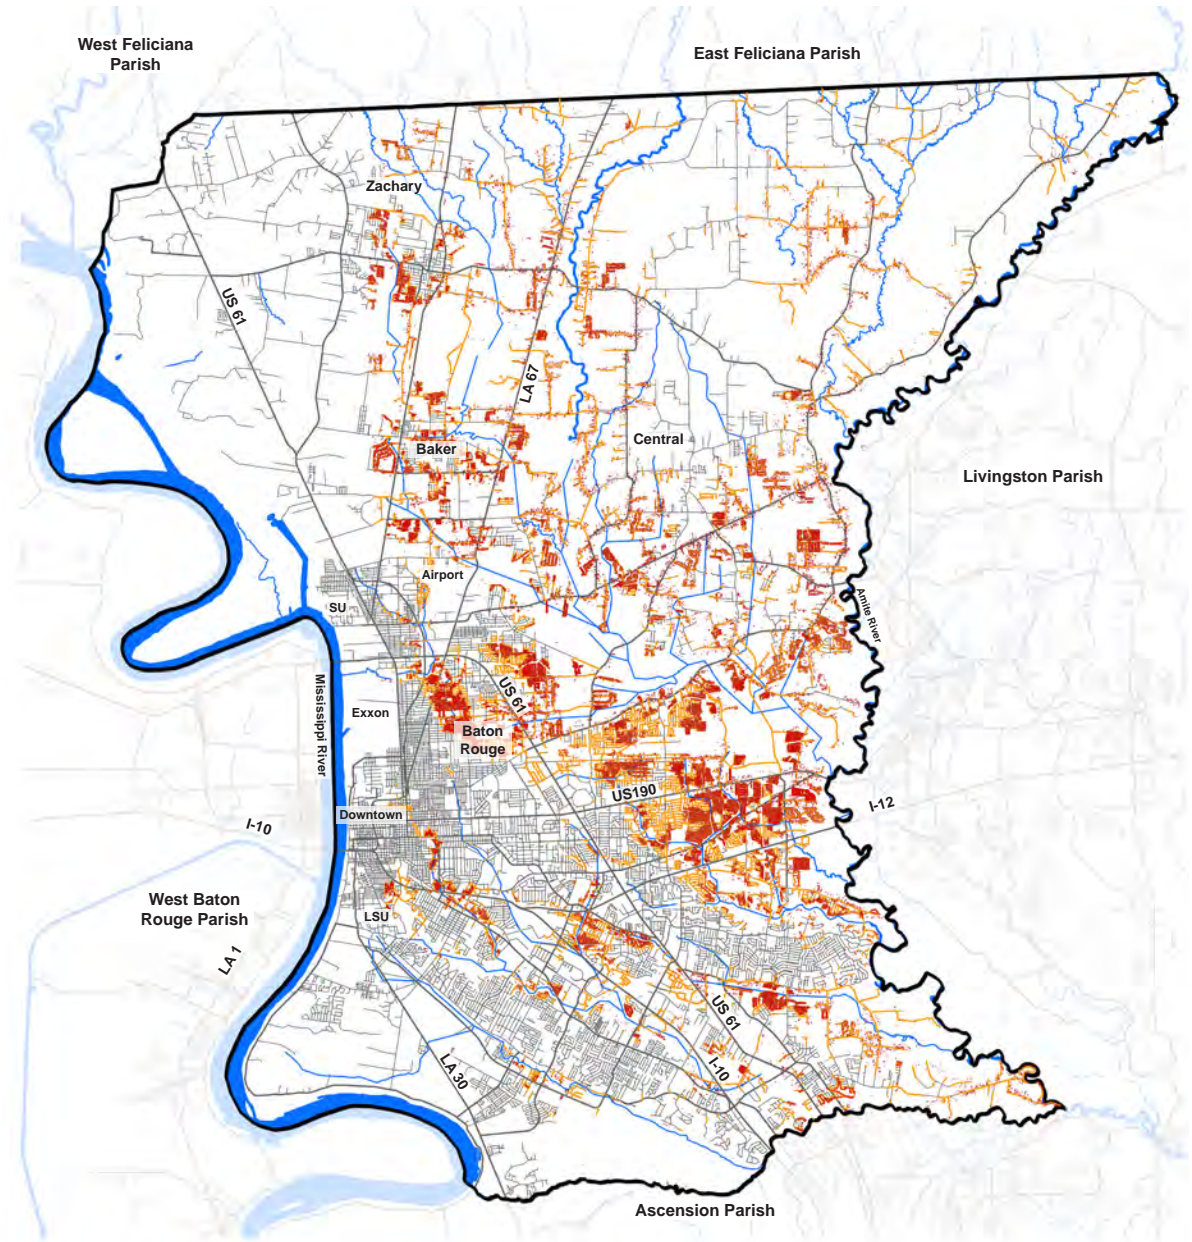 West Feliciana
Parish
East Feliciana Parish
Zachary
US 61
LA 67
Central
Baker
Livingston Parish
Airport
SU
Amite River
Mississippi River
US 61
Exxon
Baton
Rouge
US190
I-12
Downtown
I-10
West Baton
Rouge Parish
LSU
LA 1
US 61
I-10
LA 30
Ascension Parish